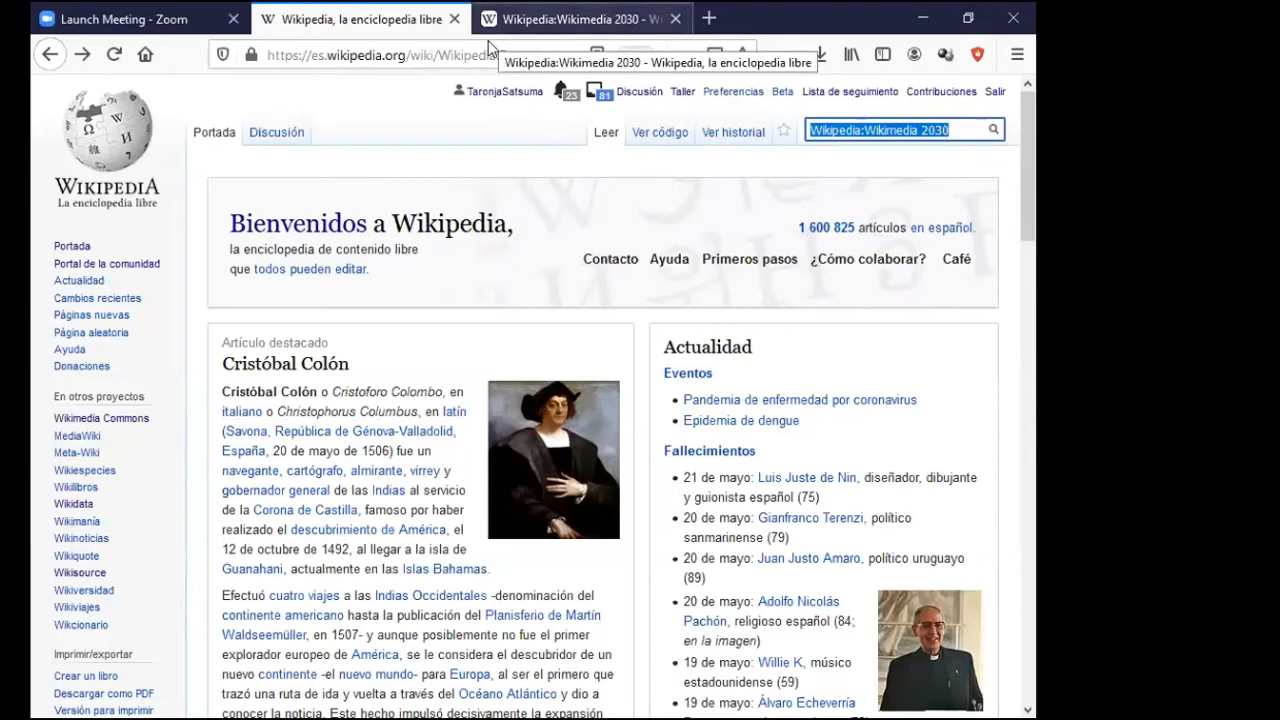 Launch Meeting - Zoom
Wikipedia, la enciclopedia libre
Wikipedia:Wikimedia 2030 - W
https://es.wikipedia.org/wiki/Wikipedi
Wikipedia:Wikimedia 2030 - Wikipedia, la enciclopedia libre
TaronjaSatsuma 23 81 Discusión Taller Preferencias Beta Lista de seguimiento Contribuciones Salir
Portada Discusión Leer Ver código Ver historial Wikipedia:Wikimedia 2030
WIKIPEDIA
La enciclopedia libre
Portada
Portal de la comunidad
Actualidad
Cambios recientes
Páginas nuevas
Página aleatoria
Ayuda
Donaciones
En otros proyectos
Wikimedia Commons
MediaWiki
Meta-Wiki
Wikiespecies
Wikilibros
Wikidata
Wikimanía
Wikinoticias
Wikiquote
Wikisource
Wikiversidad
Wikiviajes
Wikcionario
Imprimir/exportar
Crear un libro
Descargar como PDF
Versión para imprimir
Bienvenidos a Wikipedia,
la enciclopedia de contenido libre
que todos pueden editar.
1 600 825 artículos en español.
Contacto Ayuda Primeros pasos ¿Cómo colaborar? Café
Artículo destacado
Cristóbal Colón
Cristóbal Colón o Cristoforo Colombo, en
italiano o Christophorus Columbus, en latín
(Savona, República de Génova-Valladolid,
España, 20 de mayo de 1506) fue un
navegante, cartógrafo, almirante, virrey y
gobernador general de las Indias al servicio
de la Corona de Castilla, famoso por haber
realizado el descubrimiento de América, el
12 de octubre de 1492, al llegar a la isla de
Guanahani, actualmente en las Islas Bahamas.
Efectuó cuatro viajes a las Indias Occidentales -denominación del
continente americano hasta la publicación del Planisferio de Martín
Waldseemüller, en 1507- y aunque posiblemente no fue el primer
explorador europeo de América, se le considera el descubridor de un
nuevo continente -el nuevo mundo- para Europa, al ser el primero que
trazó una ruta de ida y vuelta a través del Océano Atlántico y dio a
conocer la noticia. Este hecho impulsó decisivamente la expansión
Actualidad
Eventos
• Pandemia de enfermedad por coronavirus
• Epidemia de dengue
Fallecimientos
• 21 de mayo: Luis Juste de Nin, diseñador, dibujante
y guionista español (75)
• 20 de mayo: Gianfranco Terenzi, político
sanmarinense (79)
• 20 de mayo: Juan Justo Amaro, político uruguayo
(89)
• 20 de mayo: Adolfo Nicolás
Pachón, religioso español (84;
en la imagen)
• 19 de mayo: Willie K, músico
estadounidense (59)
• 19 de mayo: Álvaro Echeverría